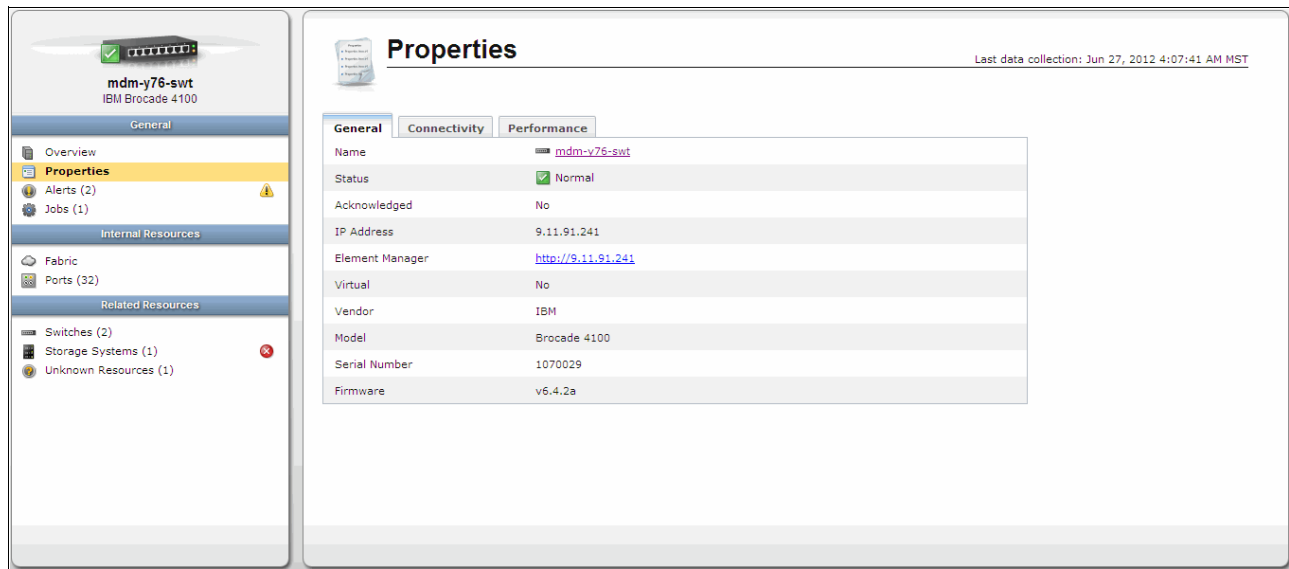 mdm-y76-swt
IBM Brocade 4100
General
Overview
Properties
Alerts (2)
Jobs (1)
Internal Resources
Fabric
Ports (32)
Related Resources
Switches (2)
Storage Systems (1)
Unknown Resources (1)
Properties
Last data collection: Jun 27, 2012 4:07:41 AM MST
General Connectivity Performance
Name mdm-y76-swt
Status Normal
Acknowledged No
IP Address 9.11.91.241
Element Manager http://9.11.91.241
Virtual No
Vendor IBM
Model Brocade 4100
Serial Number 1070029
Firmware v6.4.2a